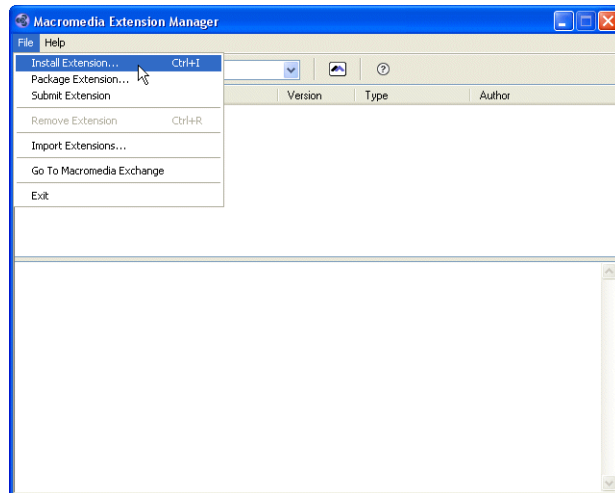 Macromedia Extension Manager
File Help
Install Extension... Ctrl+I
Package Extension...
Submit Extension
Version Type Author
Remove Extension Ctrl+R
Import Extensions...
Go To Macromedia Exchange
Exit